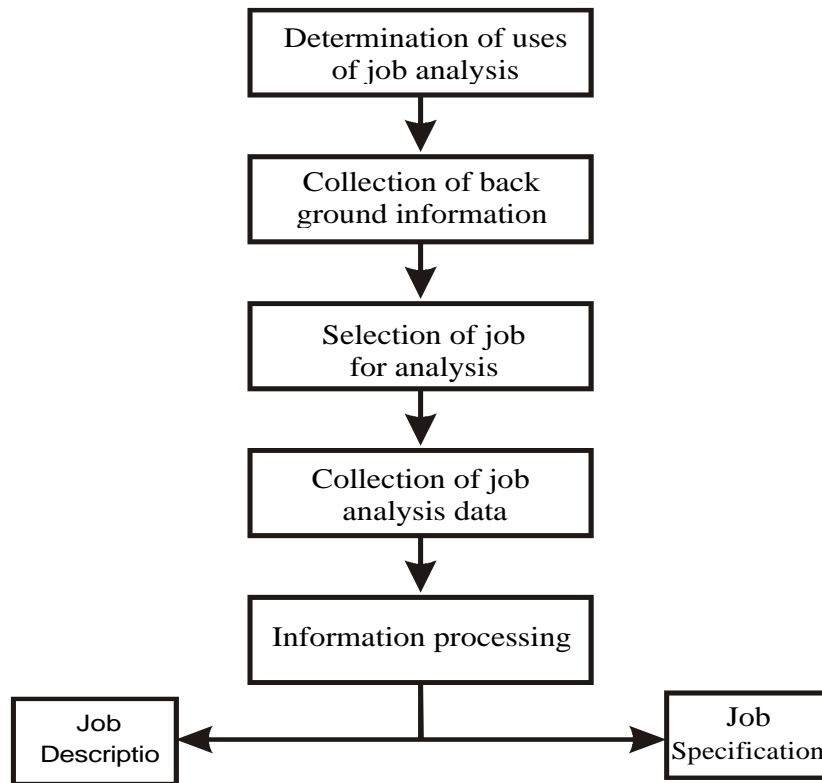 Determination of uses
of job analysis
Collection of back
ground information
Selection of job
for analysis
Collection of job
analysis data
Information processing
Job
Descriptio
Job
Specification